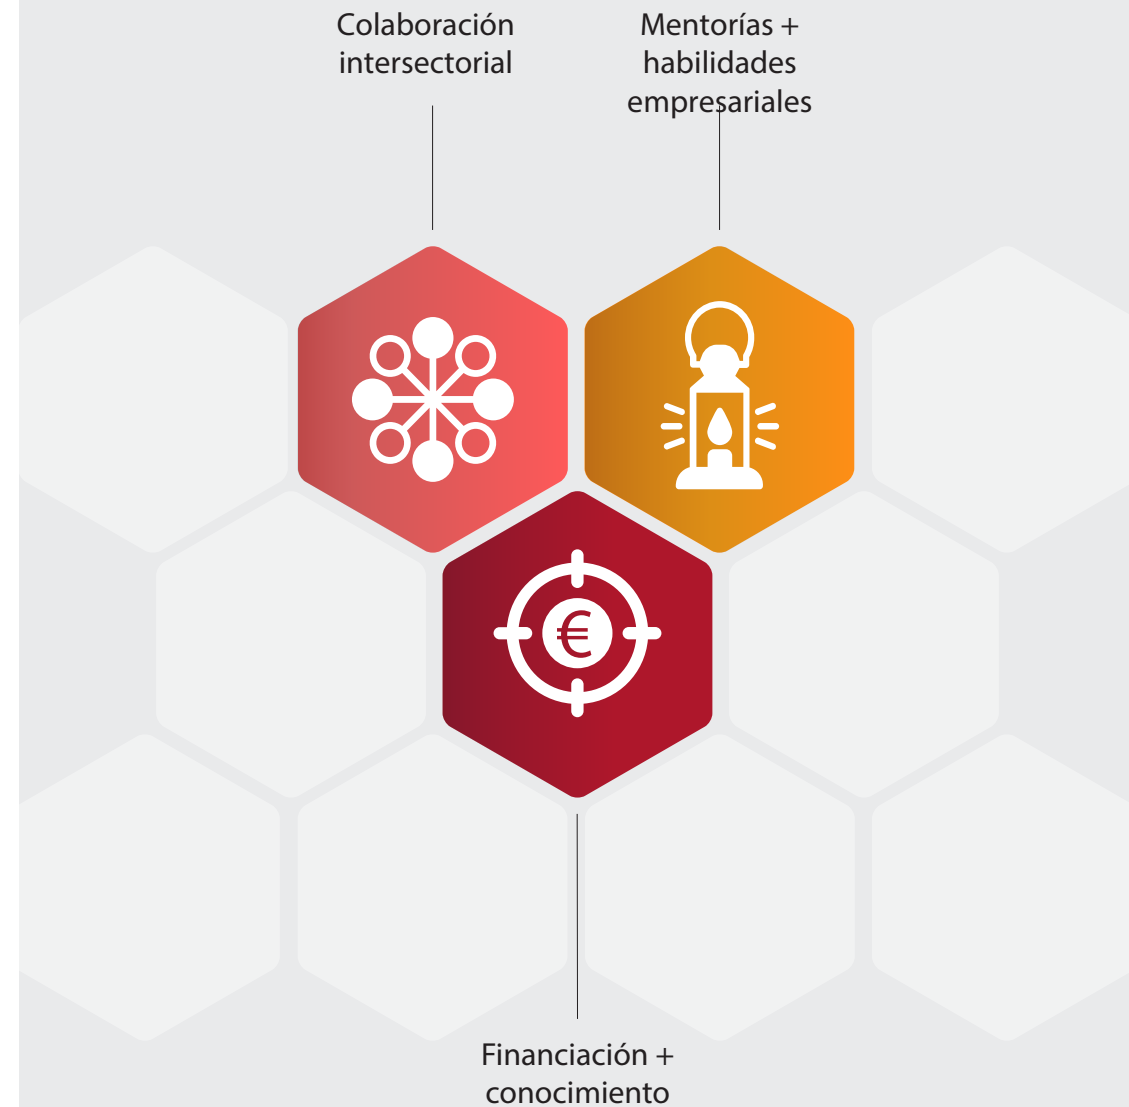 Colaboración
intersectorial
Mentorías +
habilidades
empresariales
€
Financiación +
conocimiento